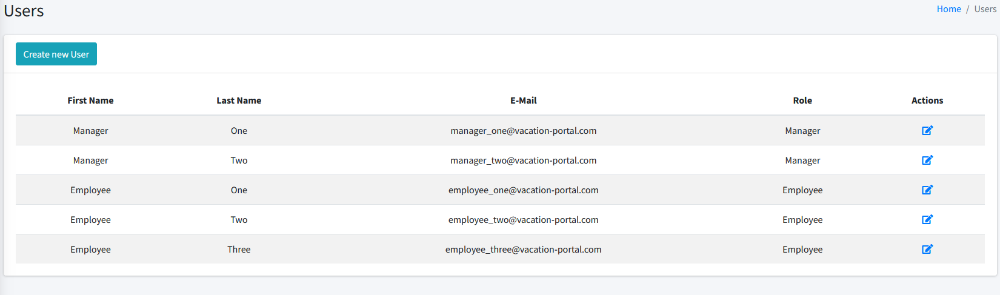 Users
Home / Users
Create new User
First Name Last Name E-Mail Role Actions
Manager One manager_one@vacation-portal.com Manager
Manager Two manager_two@vacation-portal.com Manager
Employee One employee_one@vacation-portal.com Employee
Employee Two employee_two@vacation-portal.com Employee
Employee Three employee_three@vacation-portal.com Employee